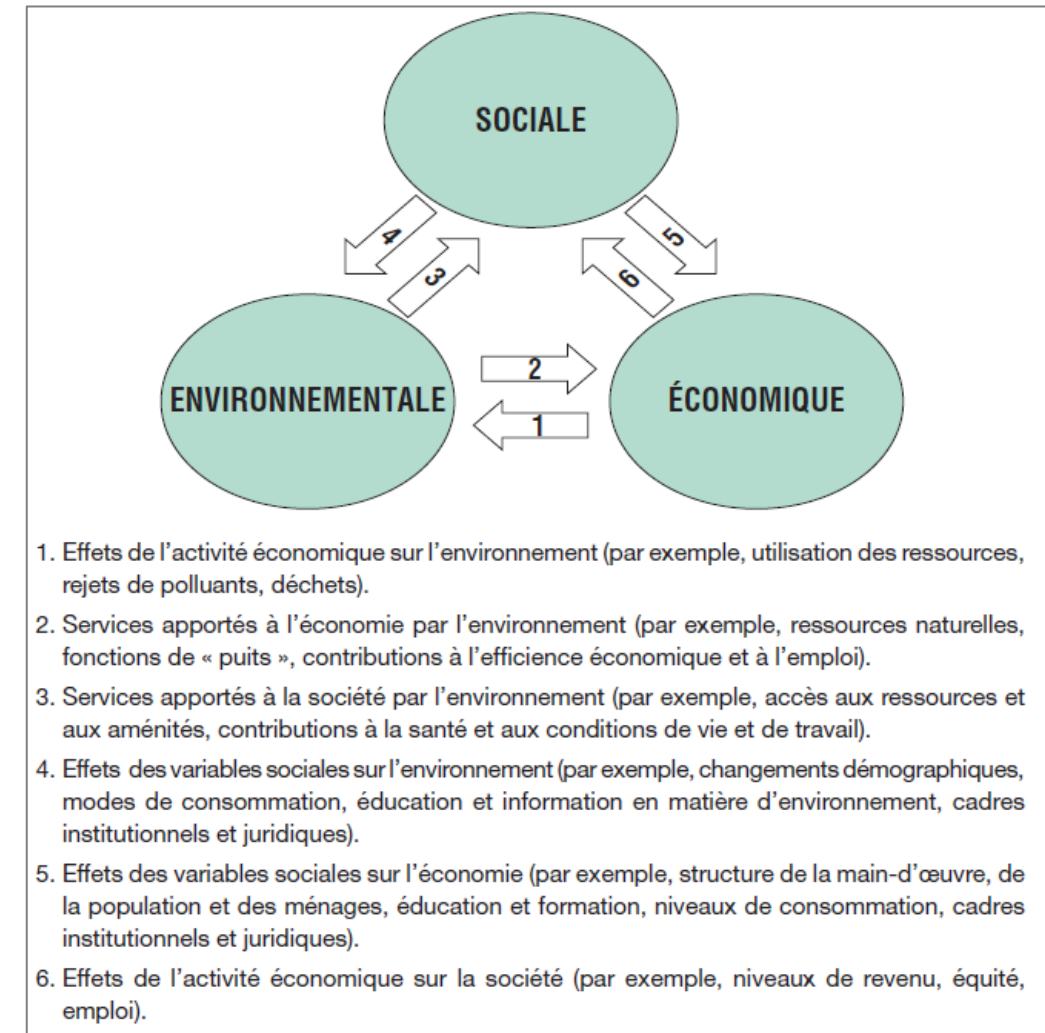 SOCIALE
4
3
5
6
ENVIRONNEMENTALE
2
1
ÉCONOMIQUE
1. Effets de l’activité économique sur l’environnement (par exemple, utilisation des ressources,
rejets de polluants, déchets).
2. Services apportés à l’économie par l’environnement (par exemple, ressources naturelles,
fonctions de « puits », contributions à l’efficience économique et à l’emploi).
3. Services apportés à la société par l’environnement (par exemple, accès aux ressources et
aux aménités, contributions à la santé et aux conditions de vie et de travail).
4. Effets des variables sociales sur l’environnement (par exemple, changements démographiques,
modes de consommation, éducation et information en matière d’environnement, cadres
institutionnels et juridiques).
5. Effets des variables sociales sur l’économie (par exemple, structure de la main-d’œuvre, de
la population et des ménages, éducation et formation, niveaux de consommation, cadres
institutionnels et juridiques).
6. Effets de l’activité économique sur la société (par exemple, niveaux de revenu, équité,
emploi).